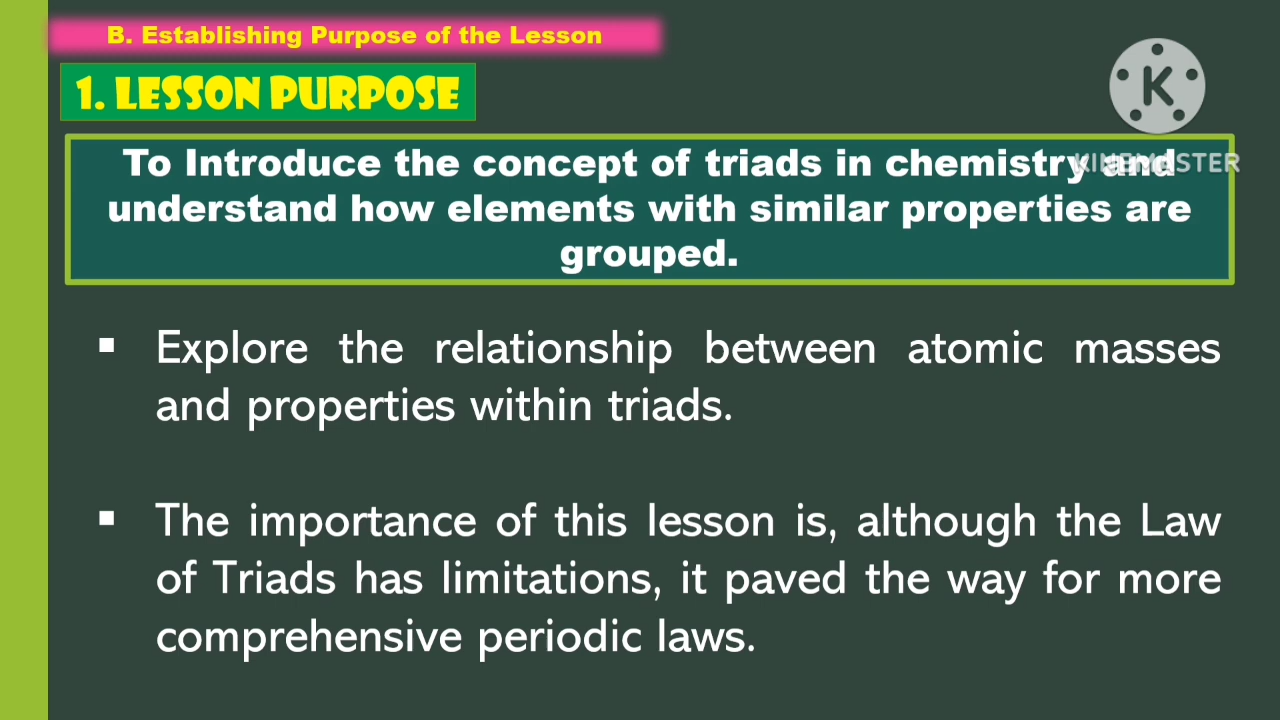 B. Establishing Purpose of the Lesson
1. LESSON PURPOSE
K
KINEMASTER
To Introduce the concept of triads in chemistry and
understand how elements with similar properties are
grouped.
▪ Explore the relationship between atomic masses
and properties within triads.
▪ The importance of this lesson is, although the Law
of Triads has limitations, it paved the way for more
comprehensive periodic laws.